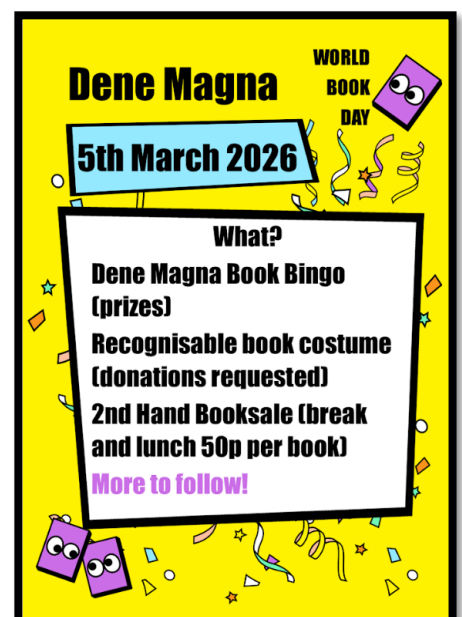 WORLD
BOOK
DAY
Dene Magna
5th March 2026
What?
Dene Magna Book Bingo
(prizes)
Recognisable book costume
(donations requested)
2nd Hand Booksale (break
and lunch 50p per book)
More to follow!